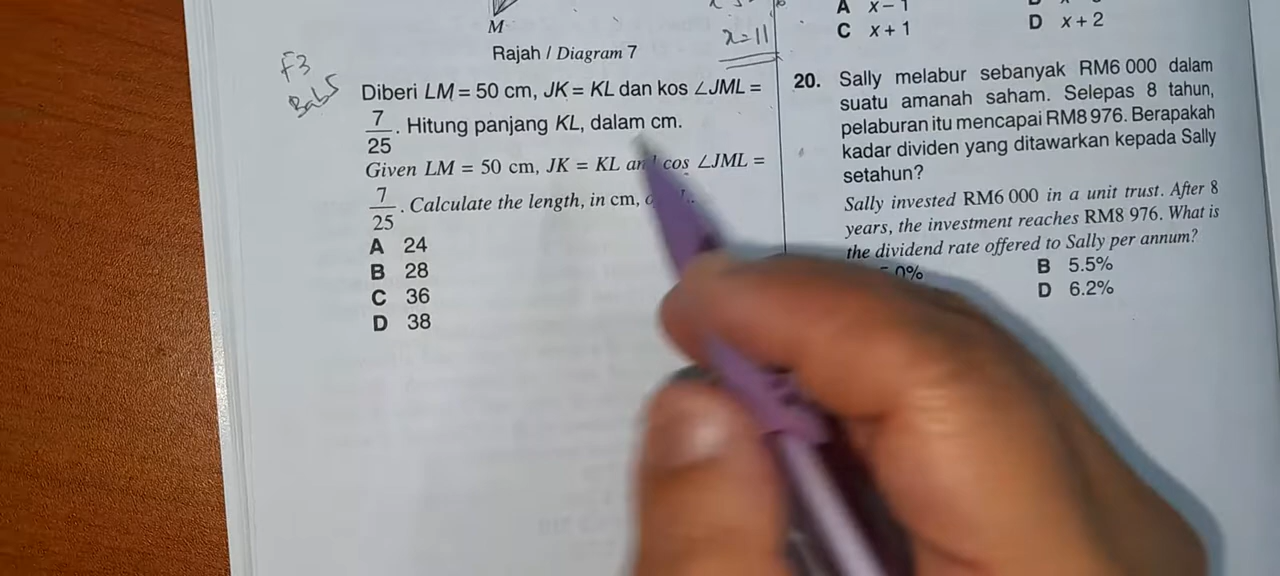 M
Rajah / Diagram 7
x=11
F3
Bab5
Diberi LM = 50 cm, JK = KL dan kos ∠JML =
7/25. Hitung panjang KL, dalam cm.
Given LM = 50 cm, JK = KL and cos ∠JML =
7/25. Calculate the length, in cm,
A 24
B 28
C 36
D 38
A x – 1
C x + 1
D x + 2
20. Sally melabur sebanyak RM6 000 dalam
suatu amanah saham. Selepas 8 tahun,
pelaburan itu mencapai RM8 976. Berapakah
kadar dividen yang ditawarkan kepada Sally
setahun?
Sally invested RM6 000 in a unit trust. After 8
years, the investment reaches RM8 976. What is
the dividend rate offered to Sally per annum?
B 5.5%
D 6.2%